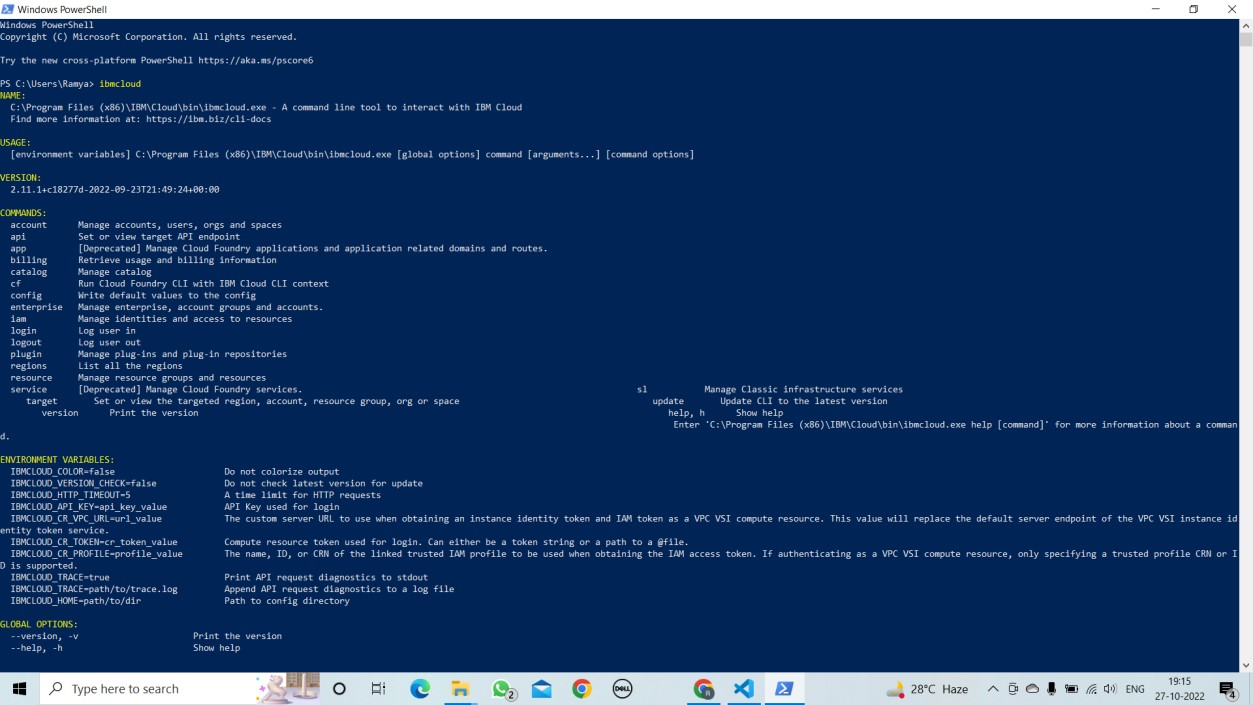 Windows PowerShell
Windows PowerShell
Copyright (C) Microsoft Corporation. All rights reserved.
Try the new cross-platform PowerShell https://aka.ms/pscore6
PS C:\Users\Ramya> ibmcloud
NAME:
C:\Program Files (x86)\IBM\Cloud\bin\ibmcloud.exe - A command line tool to interact with IBM Cloud
Find more information at: https://ibm.biz/cli-docs
USAGE:
[environment variables] C:\Program Files (x86)\IBM\Cloud\bin\ibmcloud.exe [global options] command [arguments...] [command options]
VERSION:
2.11.1+c18277d-2022-09-23T21:49:24+00:00
COMMANDS:
account Manage accounts, users, orgs and spaces
api Set or view target API endpoint
app [Deprecated] Manage Cloud Foundry applications and application related domains and routes.
billing Retrieve usage and billing information
catalog Manage catalog
cf Run Cloud Foundry CLI with IBM Cloud CLI context
config Write default values to the config
enterprise Manage enterprise, account groups and accounts.
iam Manage identities and access to resources
login Log user in
logout Log user out
plugin Manage plug-ins and plug-in repositories
regions List all the regions
resource Manage resource groups and resources
service [Deprecated] Manage Cloud Foundry services. sl Manage Classic infrastructure services
target Set or view the targeted region, account, resource group, org or space update Update CLI to the latest version
version Print the version help, h Show help
Enter 'C:\Program Files (x86)\IBM\Cloud\bin\ibmcloud.exe help [command]' for more information about a comman
d.
ENVIRONMENT VARIABLES:
IBMCLOUD_COLOR=false Do not colorize output
IBMCLOUD_VERSION_CHECK=false Do not check latest version for update
IBMCLOUD_HTTP_TIMEOUT=5 A time limit for HTTP requests
IBMCLOUD_API_KEY=api_key_value API Key used for login
IBMCLOUD_CR_VPC_URL=url_value The custom server URL to use when obtaining an instance identity token and IAM token as a VPC VSI compute resource. This value will replace the default server endpoint of the VPC VSI instance id
entity token service.
IBMCLOUD_CR_TOKEN=cr_token_value Compute resource token used for login. Can either be a token string or a path to a @file.
IBMCLOUD_CR_PROFILE=profile_value The name, ID, or CRN of the linked trusted IAM profile to be used when obtaining the IAM access token. If authenticating as a VPC VSI compute resource, only specifying a trusted profile CRN or I
D is supported.
IBMCLOUD_TRACE=true Print API request diagnostics to stdout
IBMCLOUD_TRACE=path/to/trace.log Append API request diagnostics to a log file
IBMCLOUD_HOME=path/to/dir Path to config directory
GLOBAL OPTIONS:
--version, -v Print the version
--help, -h Show help
Type here to search
2
DELL
28°C Haze
ENG
19:15
27-10-2022
4